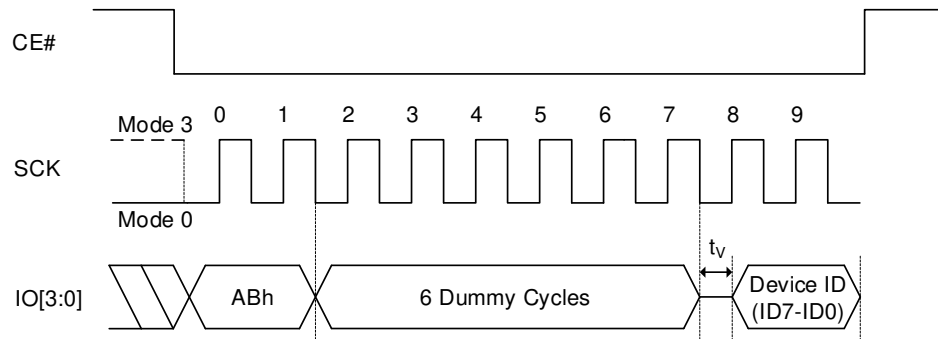 CE#
0 1 2 3 4 5 6 7 8 9
Mode 3
SCK
Mode 0
tV
IO[3:0]
ABh
6 Dummy Cycles
Device ID
(ID7-ID0)